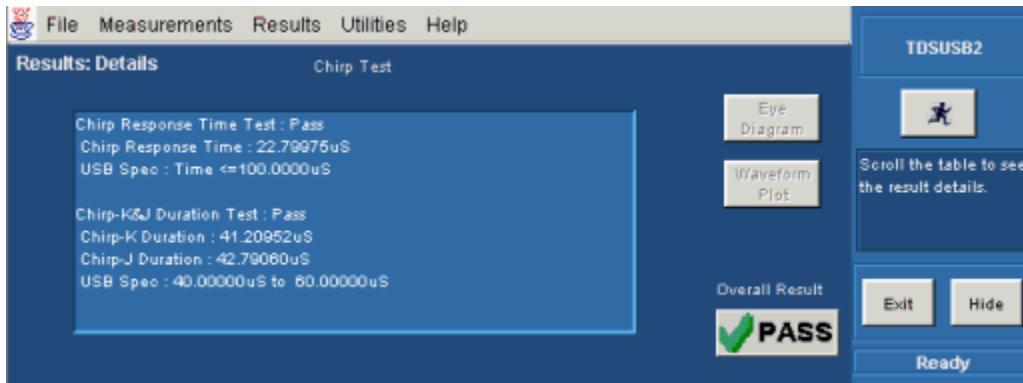 File Measurements Results Utilities Help
Results: Details Chirp Test
Chirp Response Time Test : Pass
Chirp Response Time : 22.79975uS
USB Spec : Time <=100.0000uS
Chirp-K&J Duration Test : Pass
Chirp-K Duration : 41.20952uS
Chirp-J Duration : 42.79060uS
USB Spec : 40.00000uS to 60.00000uS
Eye
Diagram
Waveform
Plot
Overall Result
PASS
TDSUSB2
Scroll the table to see
the result details.
Exit Hide
Ready